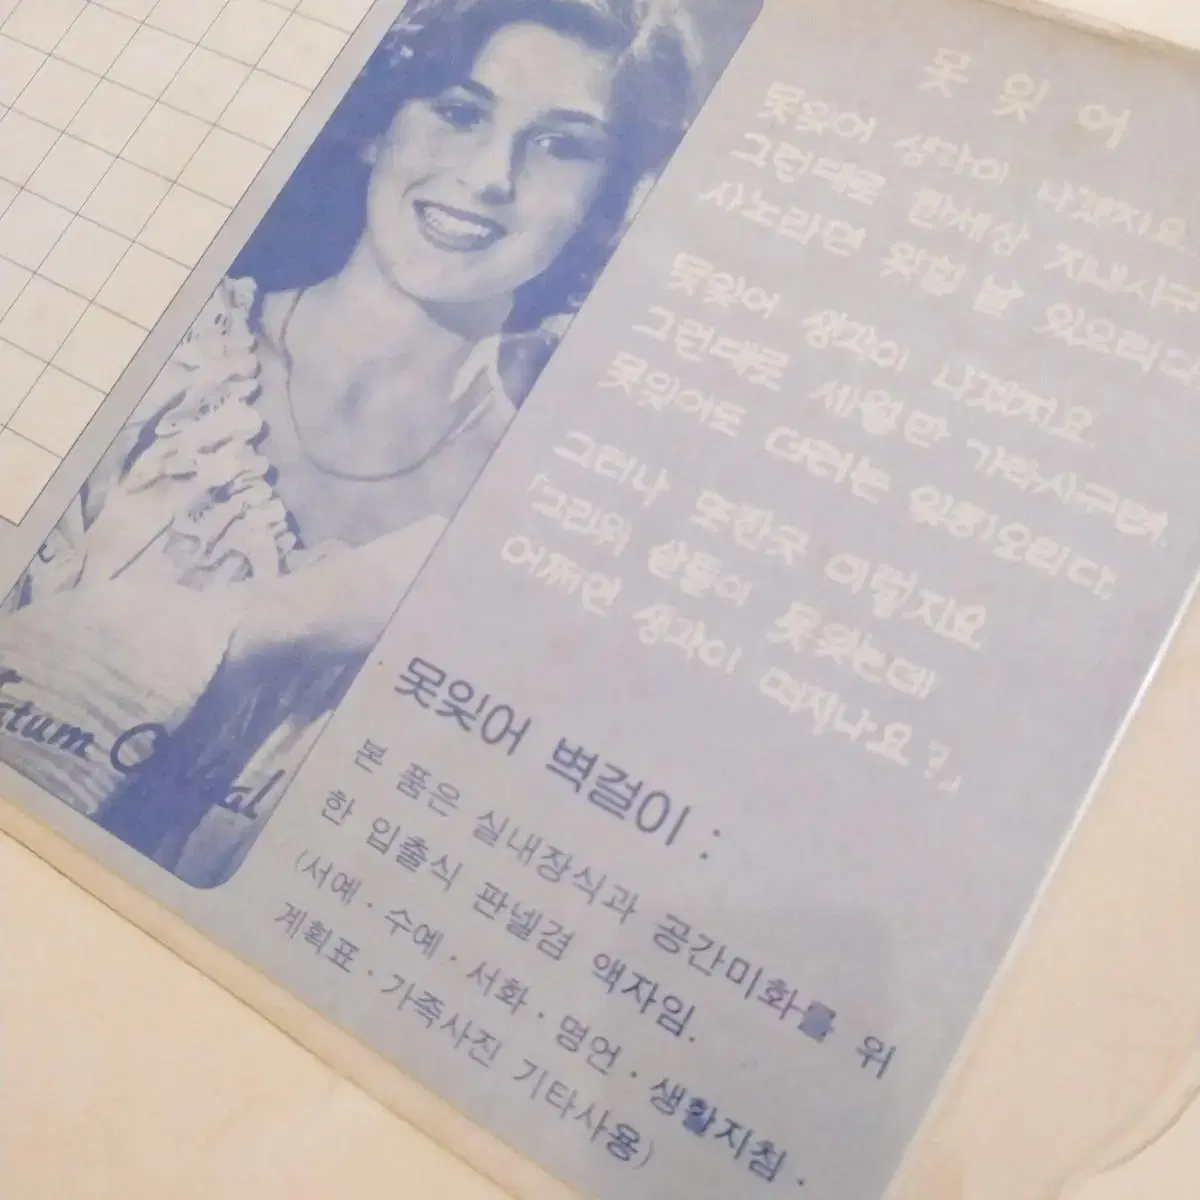 못 잊 어
못잊어 생각이 나겠지요
그런대로 한세상 지내시구
사노라면 잊힐 날 있으리다
못잊어 생각이 나겠지요.
그런대로 세월만 가라시구려.
못잊어도 더러는 잊히오리다,
그러나 또한굿 이렇지요
「그리워 살뜰이 못잊는데
어쩌면 생각이 떠지나요?」
못잊어 벽걸이 :
본 품은 실내장식과 공간미화를 위
한 입출식 판넬겸 액자임.
(서예·수예·서화·명언·생활지침.
계획표·가족사진 기타사용)